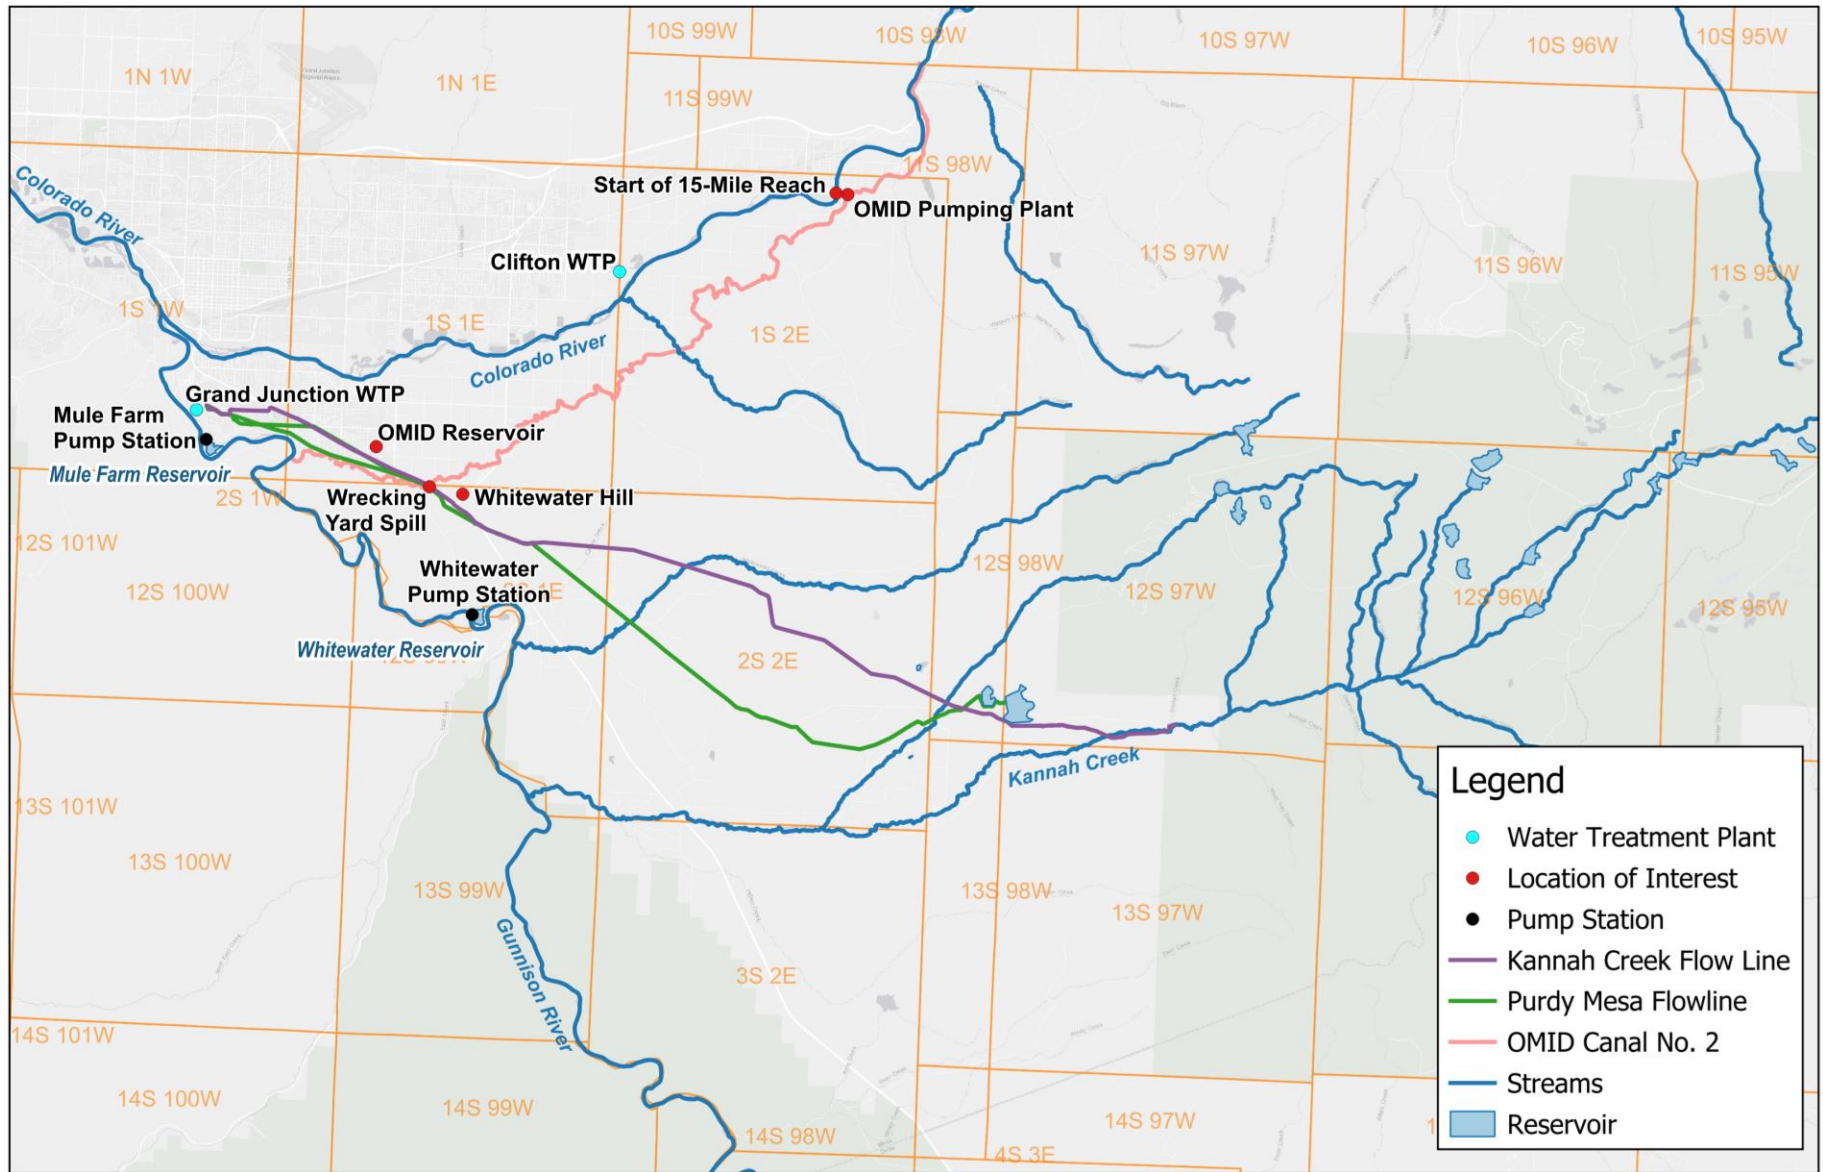 10S 99W
10S 98W
10S 97W
10S 96W
10S 95W
1N 1W
1N 1E
11S 99W
11S 98W
Colorado River
Start of 15-Mile Reach
OMID Pumping Plant
Clifton WTP
11S 97W
11S 96W
11S 95W
1S 1W
1S 1E
1S 2E
Colorado River
Grand Junction WTP
Mule Farm
Pump Station
OMID Reservoir
Mule Farm Reservoir
2S 1W
Wrecking
Yard Spill
Whitewater Hill
12S 101W
12S 100W
Whitewater
Pump Station
12S 98W
12S 97W
12S 96W
12S 95W
Whitewater Reservoir
2S 2E
Kannah Creek
13S 101W
13S 100W
13S 99W
13S 98W
13S 97W
Gunnison River
3S 2E
14S 101W
14S 100W
14S 99W
14S 98W
14S 97W
4S 3E
Legend
Water Treatment Plant
Location of Interest
Pump Station
Kannah Creek Flow Line
Purdy Mesa Flowline
OMID Canal No. 2
Streams
Reservoir